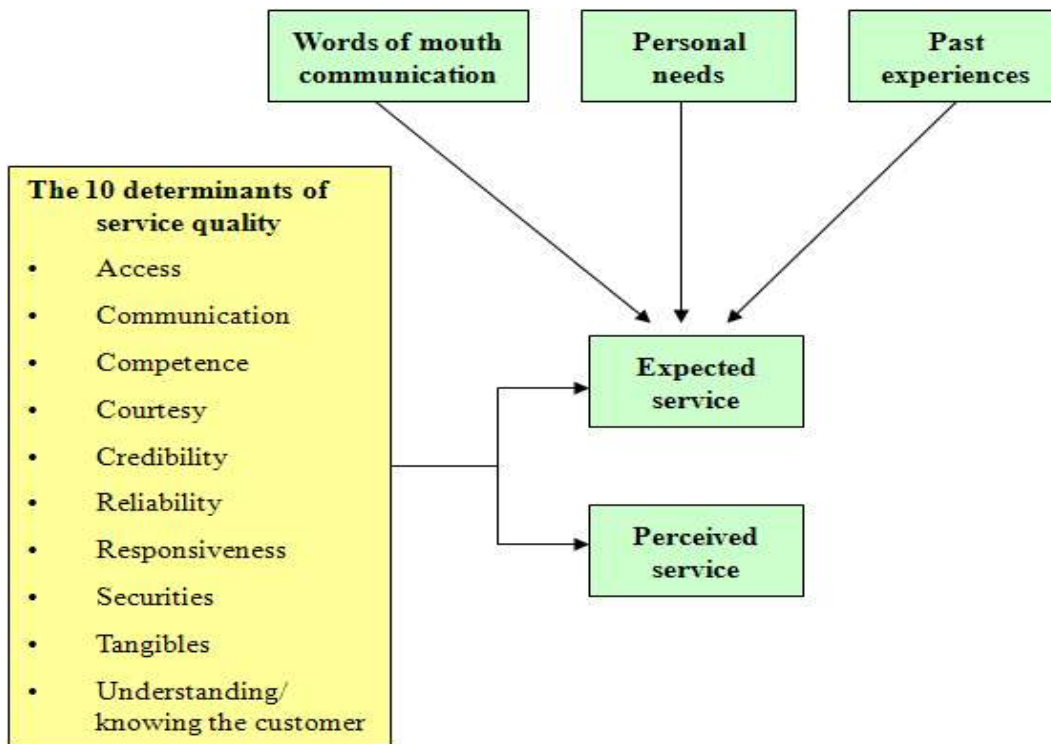 Words of mouth
communication
Personal
needs
Past
experiences
The 10 determinants of
service quality
• Access
• Communication
• Competence
• Courtesy
• Credibility
• Reliability
• Responsiveness
• Securities
• Tangibles
• Understanding/
knowing the customer
Expected
service
Perceived
service